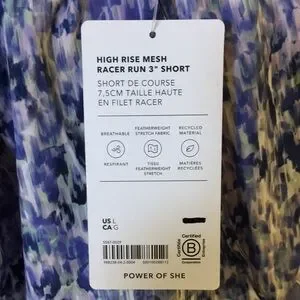 HIGH RISE MESH
RACER RUN 3" SHORT
SHORT DE COURSE
7,5CM TAILLE HAUTE
EN FILET RACER
BREATHABLE
FEATHERWEIGHT
STRETCH FABRIC
RECYCLED
MATERIAL
RESPIRANT
TISSU
FEATHERWEIGHT
STRETCH
MATIÈRES
RECYCLÉES
US L
CA G
Certified
B
Corporation
POWER OF SHE